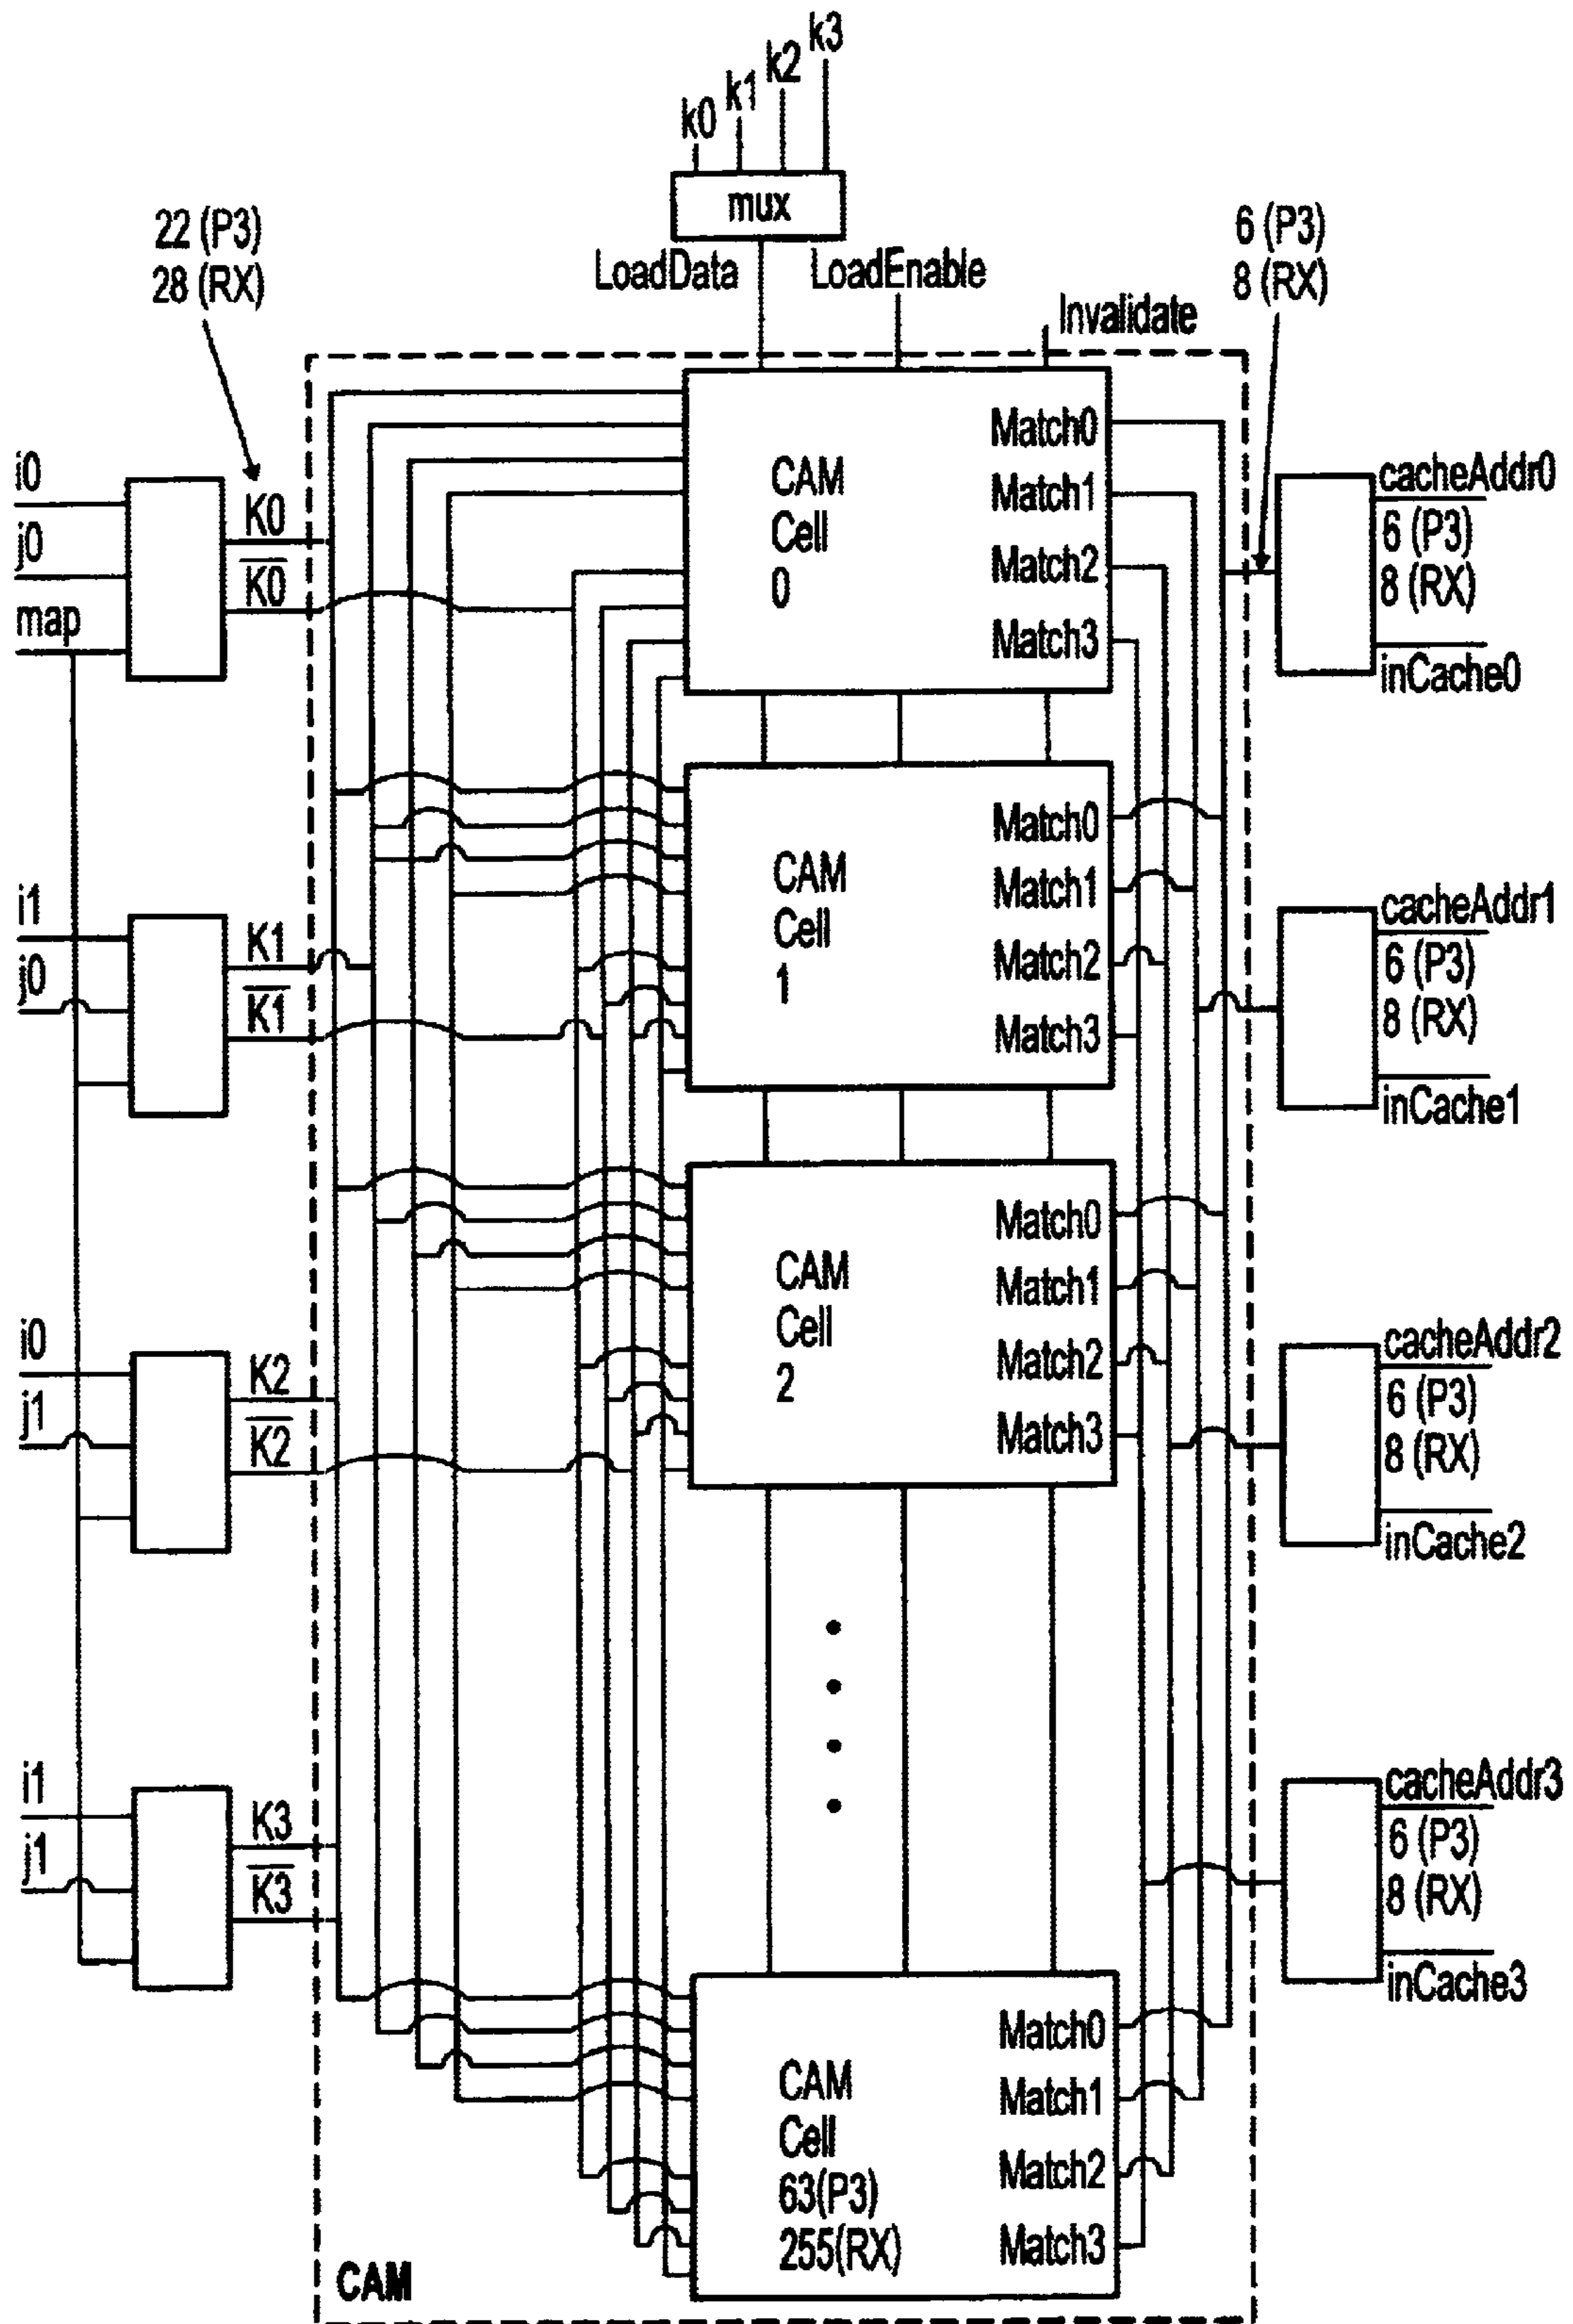 k0
k1
k2
k3
mux
22 (P3)
28 (RX)
6 (P3)
8 (RX)
LoadData
LoadEnable
Invalidate
i0
j0
map
K0
K0
CAM
Cell
0
Match0
Match1
Match2
Match3
cacheAddr0
6 (P3)
8 (RX)
inCache0
i1
j0
K1
K1
CAM
Cell
1
Match0
Match1
Match2
Match3
cacheAddr1
6 (P3)
8 (RX)
inCache1
i0
j1
K2
K2
CAM
Cell
2
Match0
Match1
Match2
Match3
cacheAddr2
6 (P3)
8 (RX)
inCache2
i1
j1
K3
K3
CAM
Cell
63(P3)
255(RX)
Match0
Match1
Match2
Match3
cacheAddr3
6 (P3)
8 (RX)
inCache3
CAM